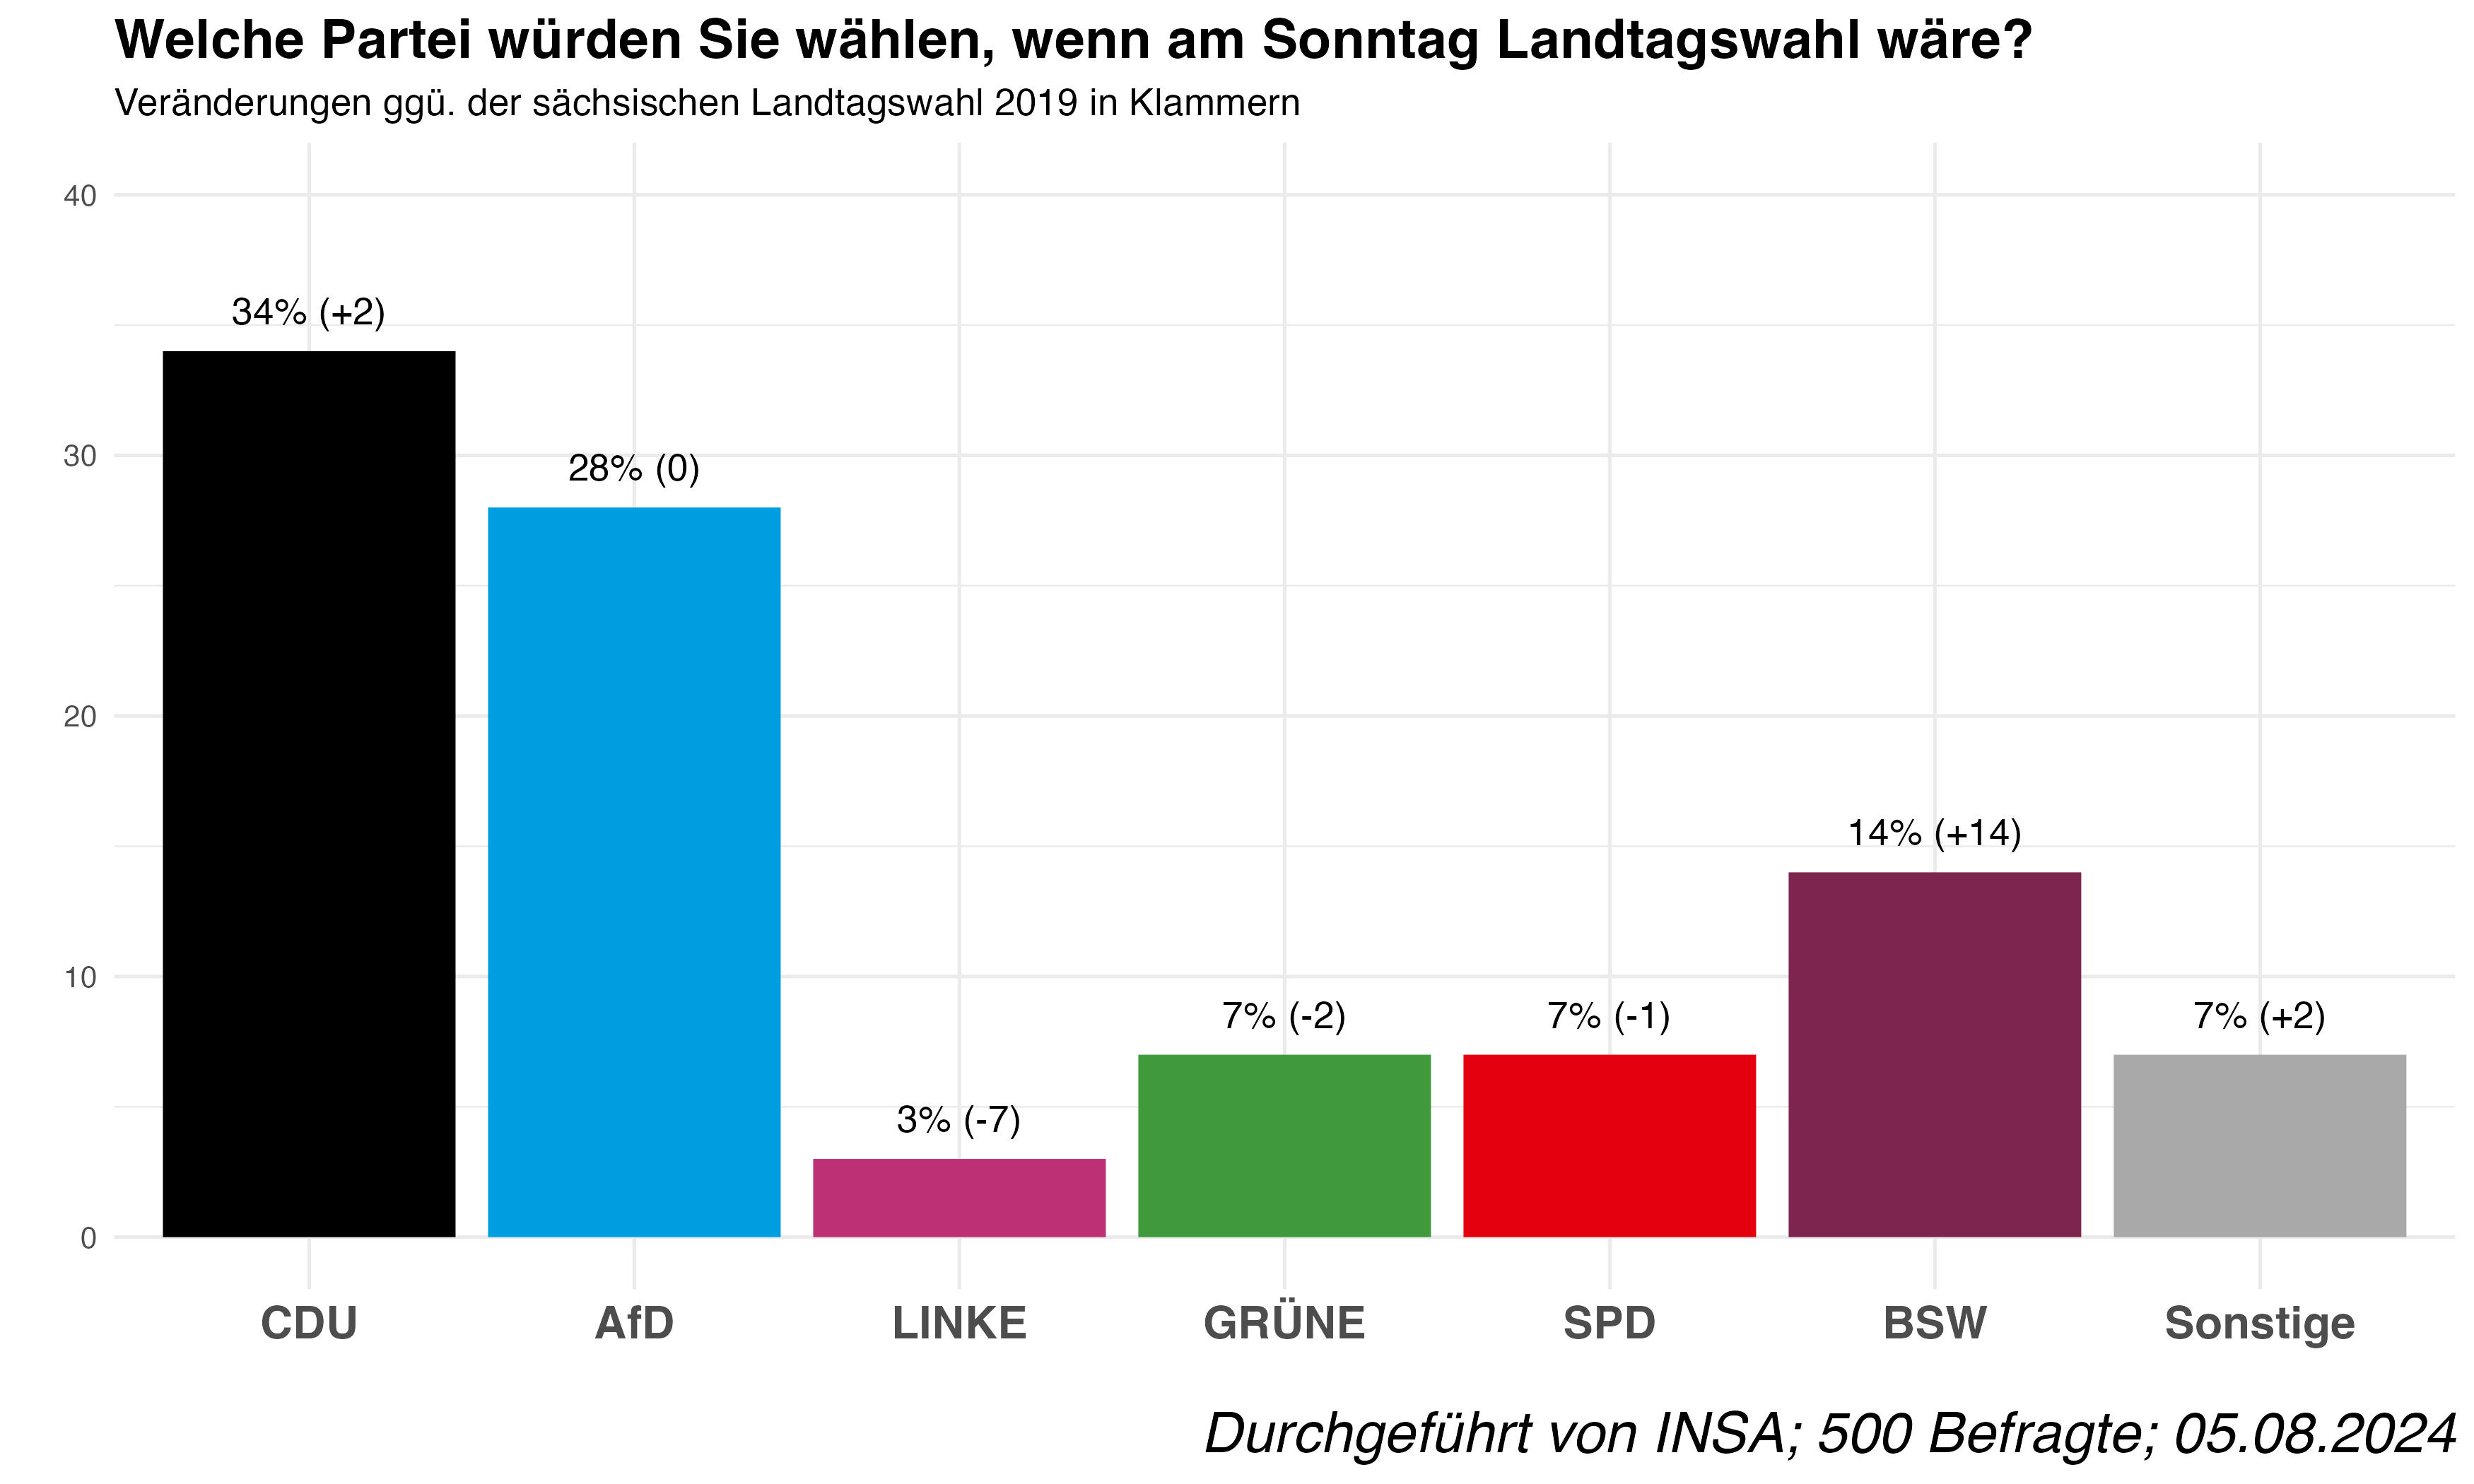 Welche Partei würden Sie wählen, wenn am Sonntag Landtagswahl wäre?
Veränderungen ggü. der sächsischen Landtagswahl 2019 in Klammern
40
30
20
10
0
34% (+2)
28% (0)
3% (-7)
7% (-2)
7% (-1)
14% (+14)
7% (+2)
CDU
AfD
LINKE
GRÜNE
SPD
BSW
Sonstige
Durchgeführt von INSA; 500 Befragte; 05.08.2024